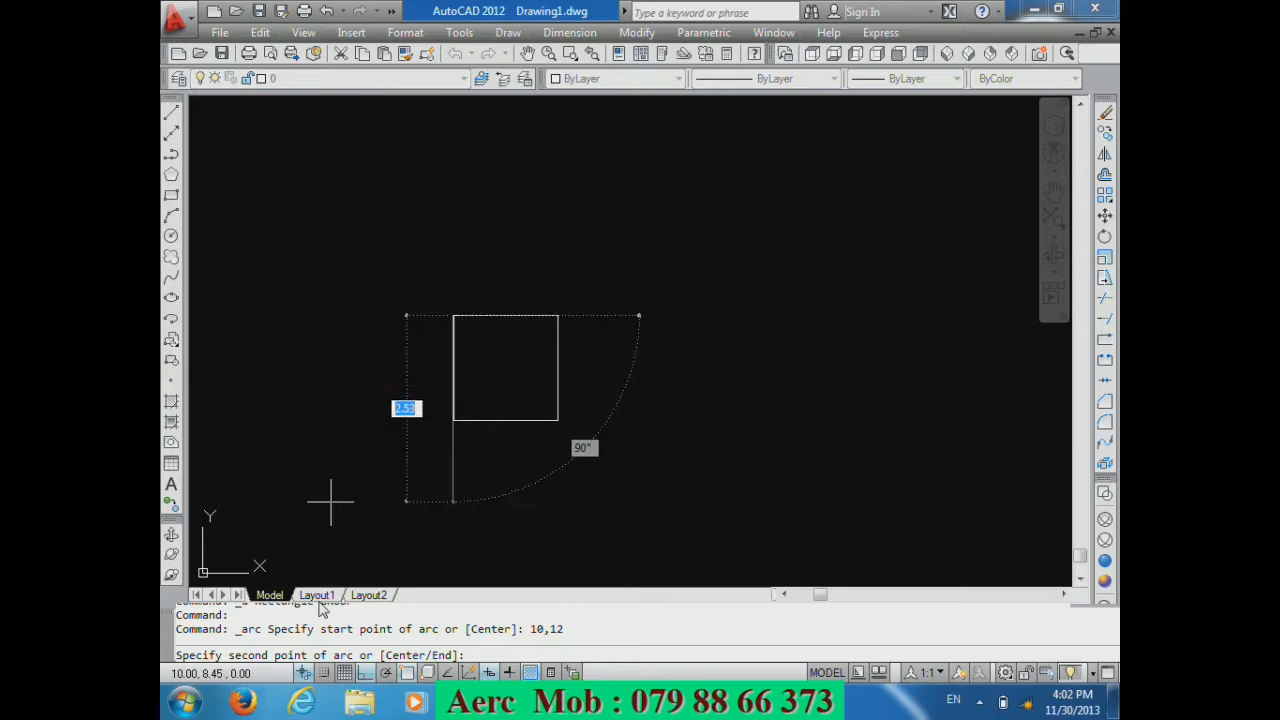 AutoCAD 2012 Drawing1.dwg
Type a keyword or phrase
Sign In
File Edit View Insert Format Tools Draw Dimension Modify Parametric Window Help Express
0
ByLayer
ByLayer
ByLayer
ByColor
2.53
90°
Y
X
Model Layout1 Layout2
Command:
Command: _arc Specify start point of arc or [Center]: 10,12
Specify second point of arc or [Center/End]:
10.00, 8.45 , 0.00
MODEL
1:1
Aerc Mob : 079 88 66 373
EN
4:02 PM
11/30/2013